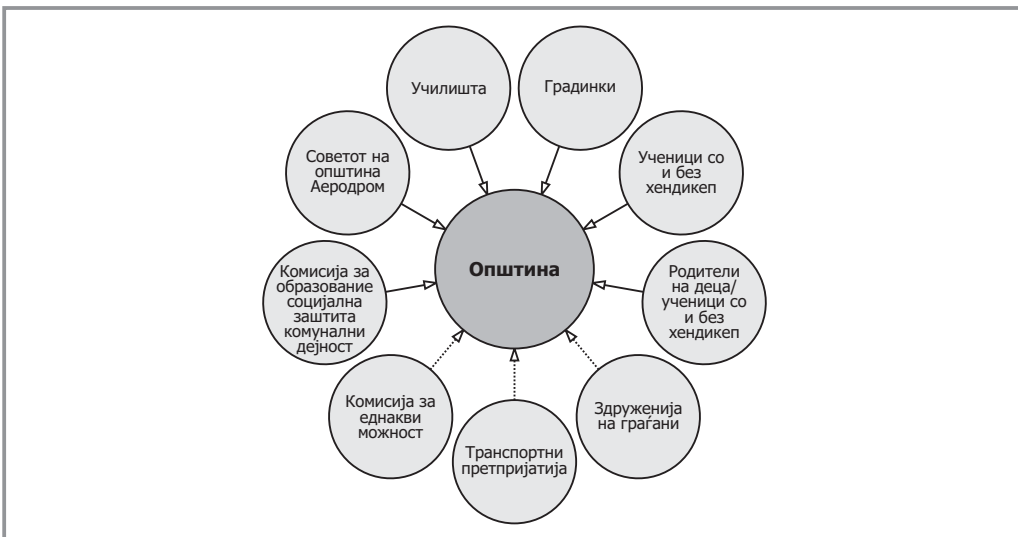 Училишта
Градинки
Советот на
општина
Аеродром
Ученици со
и без
хендикеп
Општина
Комисија за
образование
социјална
заштита
комунални
дејност
Родители
на деца/
ученици со
и без
хендикеп
Комисија за
еднакви
можност
Здруженија
на граѓани
Транспортни
претпријатија